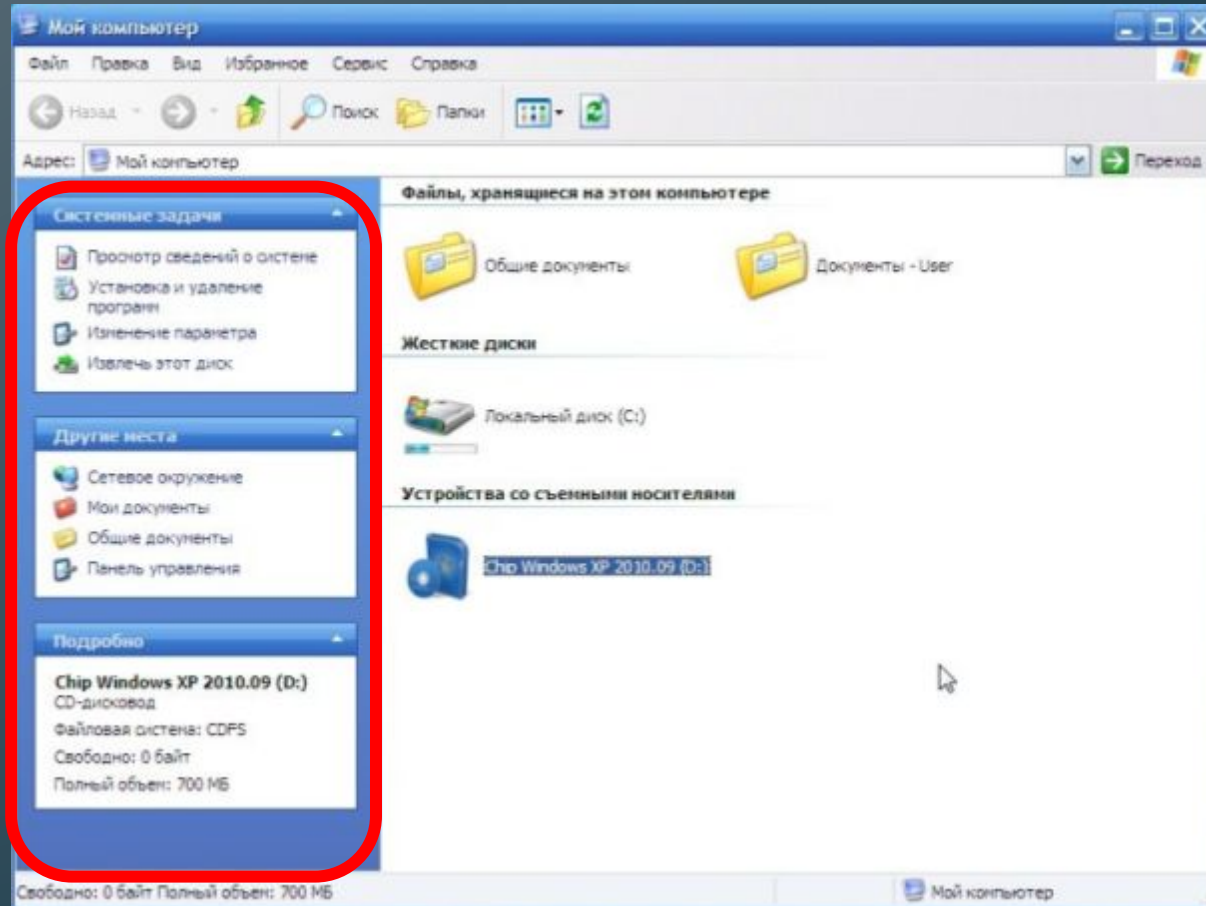 Мой компьютер
Файл Правка Вид Избранное Сервис Справка
Назад Поиск Папки
Адрес: Мой компьютер Переход
Системные задачи
Просмотр сведений о системе
Установка и удаление
программ
Изменение параметра
Извлечь этот диск
Другие места
Сетевое окружение
Мои документы
Общие документы
Панель управления
Подробно
Chip Windows XP 2010.09 (D:)
CD-дисковод
Файловая система: CDFS
Свободно: 0 байт
Полный объем: 700 МБ
Файлы, хранящиеся на этом компьютере
Общие документы
Документы - User
Жесткие диски
Локальный диск (C:)
Устройства со съемными носителями
Chip Windows XP 2010.09 (D:)
Свободно: 0 байт Полный объем: 700 МБ
Мой компьютер